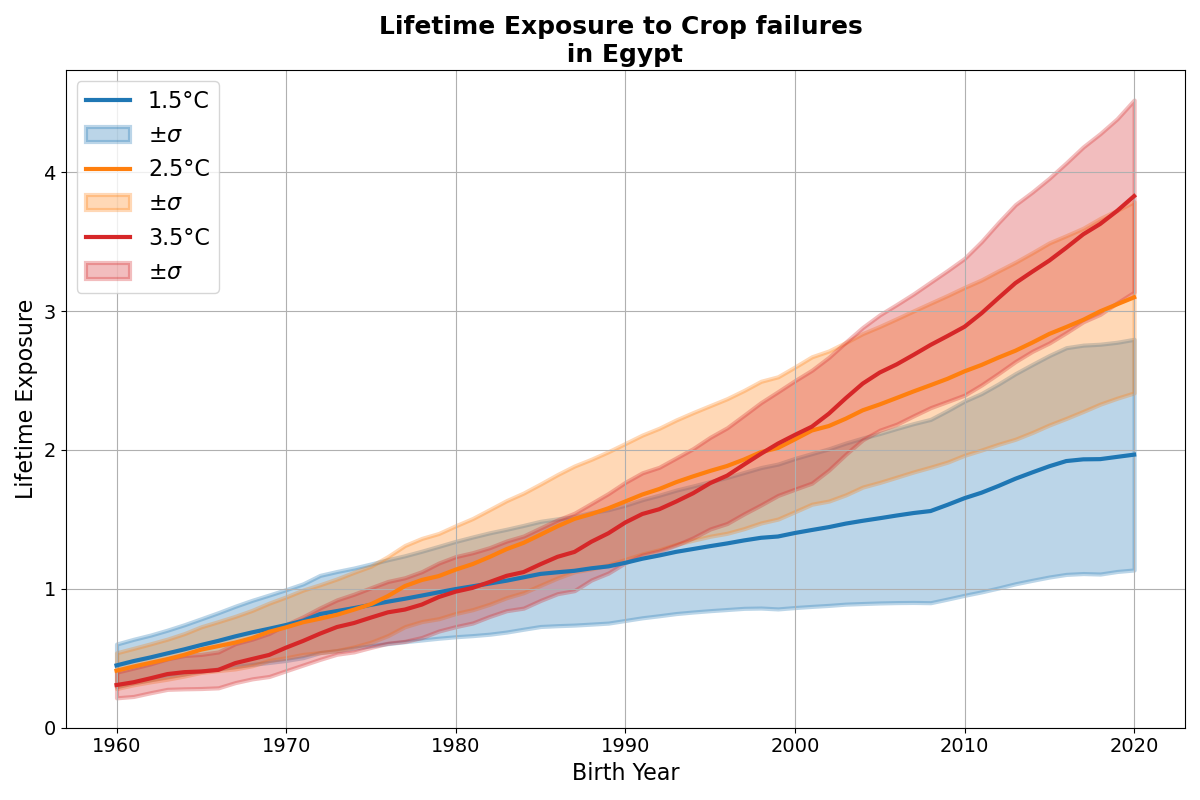 Lifetime Exposure to Crop failures
in Egypt
1.5°C
±σ
2.5°C
±σ
3.5°C
±σ
Lifetime Exposure
4
3
2
1
0
1960 1970 1980 1990 2000 2010 2020
Birth Year